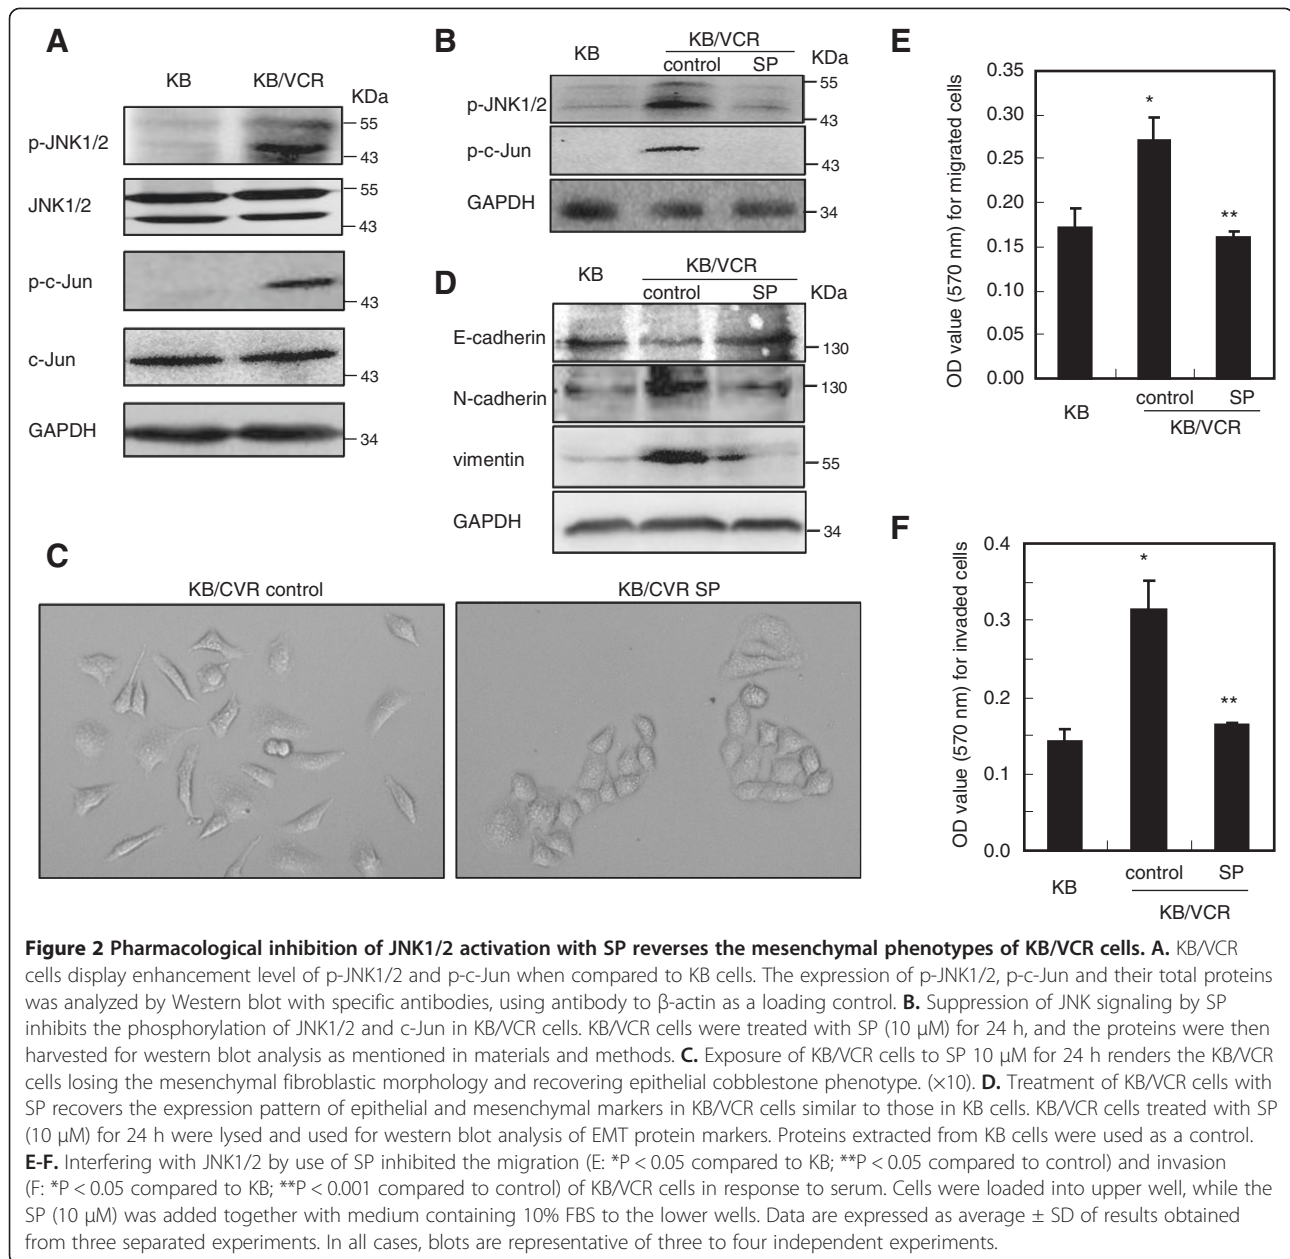 A
KB
KB/VCR
KDa
p-JNK1/2
55
43
JNK1/2
55
43
p-c-Jun
43
c-Jun
43
GAPDH
34
B
KB
KB/VCR
control
SP
KDa
p-JNK1/2
55
43
p-c-Jun
43
GAPDH
34
D
KB
KB/VCR
control
SP
KDa
E-cadherin
130
N-cadherin
130
vimentin
55
GAPDH
34
C
KB/CVR control
KB/CVR SP
E
OD value (570 nm) for migrated cells
0.35
0.30
0.25
0.20
0.15
0.10
0.05
0.00
*
**
KB
control
SP
KB/VCR
F
OD value (570 nm) for invaded cells
0.4
0.3
0.2
0.1
0.0
*
**
KB
control
SP
KB/VCR
Figure 2 Pharmacological inhibition of JNK1/2 activation with SP reverses the mesenchymal phenotypes of KB/VCR cells. A. KB/VCR
cells display enhancement level of p-JNK1/2 and p-c-Jun when compared to KB cells. The expression of p-JNK1/2, p-c-Jun and their total proteins
was analyzed by Western blot with specific antibodies, using antibody to β-actin as a loading control. B. Suppression of JNK signaling by SP
inhibits the phosphorylation of JNK1/2 and c-Jun in KB/VCR cells. KB/VCR cells were treated with SP (10 μM) for 24 h, and the proteins were then
harvested for western blot analysis as mentioned in materials and methods. C. Exposure of KB/VCR cells to SP 10 μM for 24 h renders the KB/VCR
cells losing the mesenchymal fibroblastic morphology and recovering epithelial cobblestone phenotype. (×10). D. Treatment of KB/VCR cells with
SP recovers the expression pattern of epithelial and mesenchymal markers in KB/VCR cells similar to those in KB cells. KB/VCR cells treated with SP
(10 μM) for 24 h were lysed and used for western blot analysis of EMT protein markers. Proteins extracted from KB cells were used as a control.
E-F. Interfering with JNK1/2 by use of SP inhibited the migration (E: *P < 0.05 compared to KB; **P < 0.05 compared to control) and invasion
(F: *P < 0.05 compared to KB; **P < 0.001 compared to control) of KB/VCR cells in response to serum. Cells were loaded into upper well, while the
SP (10 μM) was added together with medium containing 10% FBS to the lower wells. Data are expressed as average ± SD of results obtained
from three separated experiments. In all cases, blots are representative of three to four independent experiments.